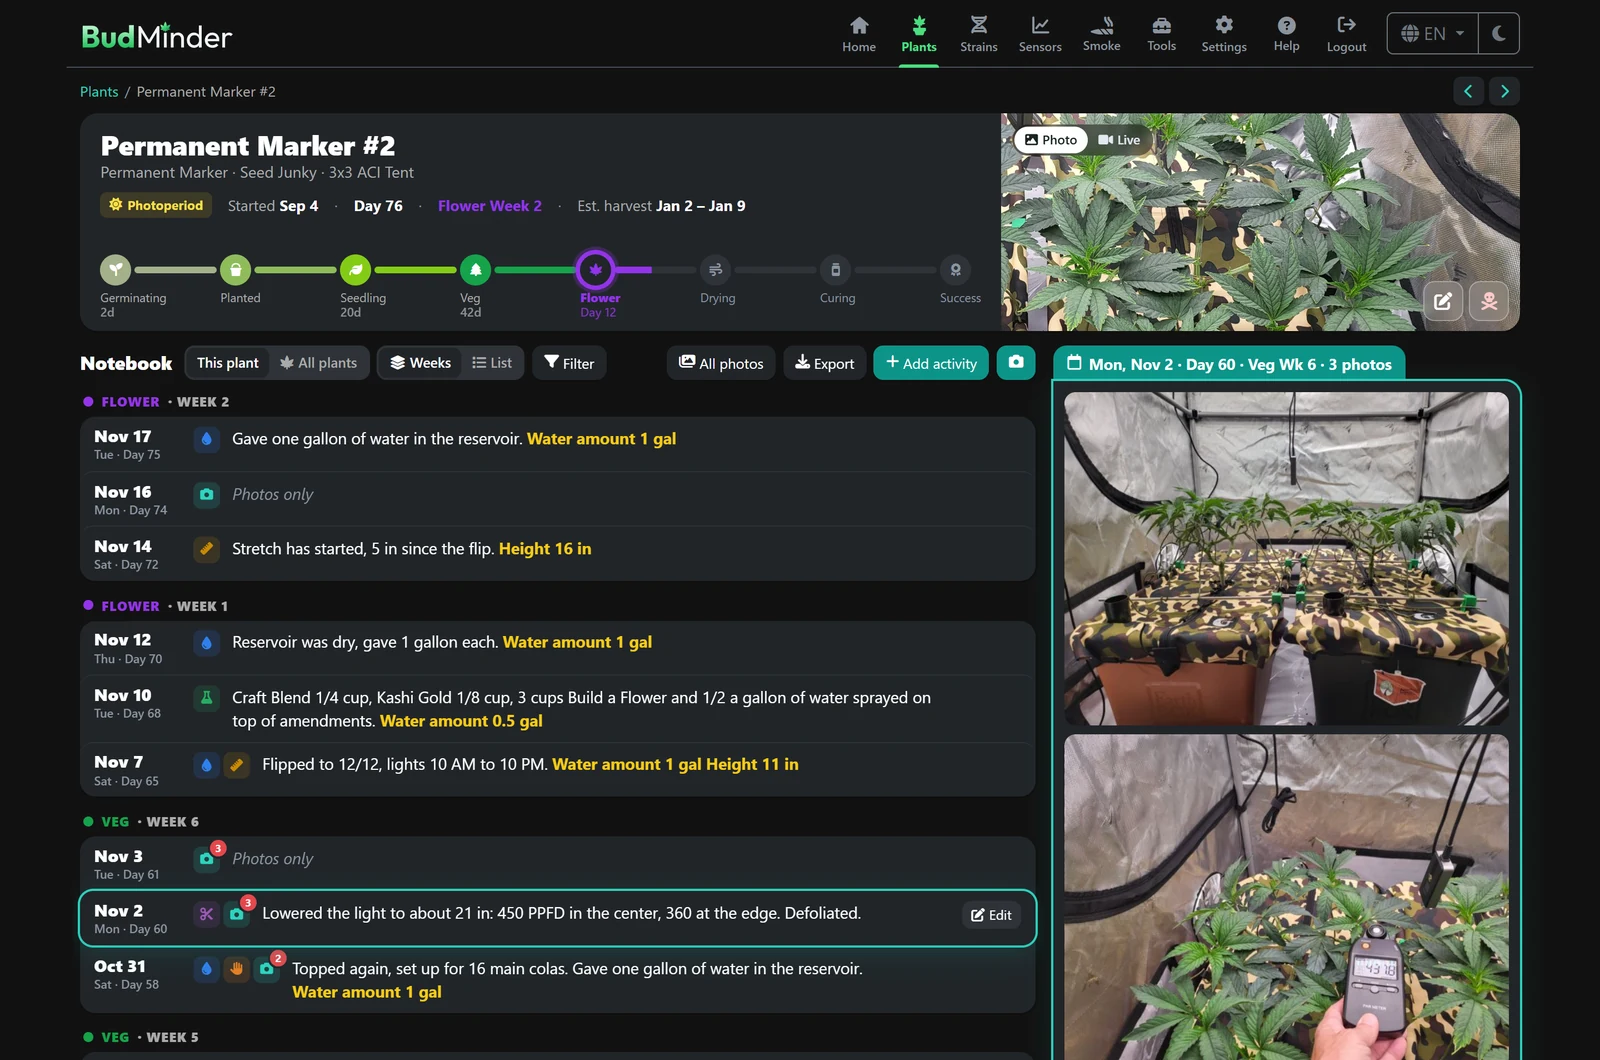 BudMinder
Home
Plants
Strains
Sensors
Smoke
Tools
Settings
Help
Logout
EN
Plants / Permanent Marker #2
Permanent Marker #2
Permanent Marker · Seed Junky · 3x3 ACI Tent
Photoperiod Started Sep 4 · Day 76 · Flower Week 2 · Est. harvest Jan 2 – Jan 9
Germinating
2d
Planted
Seedling
20d
Veg
42d
Flower
Day 12
Drying
Curing
Success
Photo
Live
Notebook
This plant
All plants
Weeks
List
Filter
All photos
Export
+ Add activity
FLOWER · WEEK 2
Nov 17
Tue · Day 75
Gave one gallon of water in the reservoir. Water amount 1 gal
Nov 16
Mon · Day 74
Photos only
Nov 14
Sat · Day 72
Stretch has started, 5 in since the flip. Height 16 in
FLOWER · WEEK 1
Nov 12
Thu · Day 70
Reservoir was dry, gave 1 gallon each. Water amount 1 gal
Nov 10
Tue · Day 68
Craft Blend 1/4 cup, Kashi Gold 1/8 cup, 3 cups Build a Flower and 1/2 a gallon of water sprayed on
top of amendments. Water amount 0.5 gal
Nov 7
Sat · Day 65
Flipped to 12/12, lights 10 AM to 10 PM. Water amount 1 gal Height 11 in
VEG · WEEK 6
Nov 3
Tue · Day 61
3
Photos only
Nov 2
Mon · Day 60
3
Lowered the light to about 21 in: 450 PPFD in the center, 360 at the edge. Defoliated.
Edit
Oct 31
Sat · Day 58
2
Topped again, set up for 16 main colas. Gave one gallon of water in the reservoir.
Water amount 1 gal
VEG · WEEK 5
Mon, Nov 2 · Day 60 · Veg Wk 6 · 3 photos